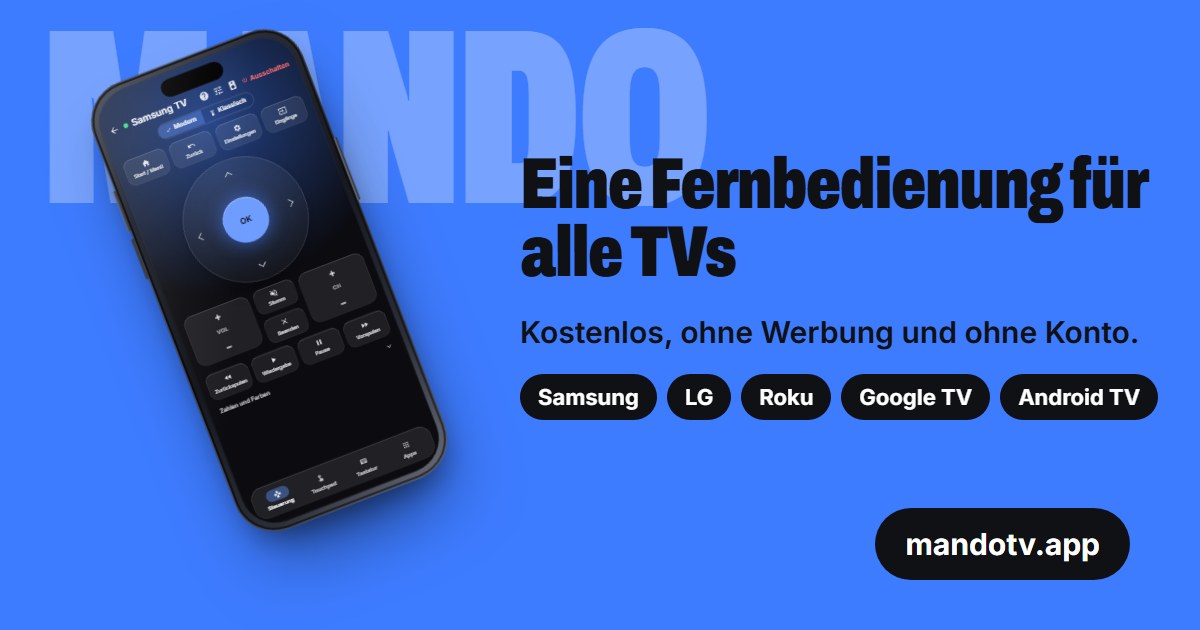 MANDO
Samsung TV
Ausschalten
Modern
Klassisch
Start / Menü
Zurück
Einstellungen
Eingänge
OK
+
VOL
−
Stumm
Beenden
+
CH
−
Zurückspulen
Wiedergabe
Pause
Vorspulen
Zahlen und Farben
Steuerung
Touchpad
Tastatur
Apps
Eine Fernbedienung für
alle TVs
Kostenlos, ohne Werbung und ohne Konto.
Samsung LG Roku Google TV Android TV
mandotv.app